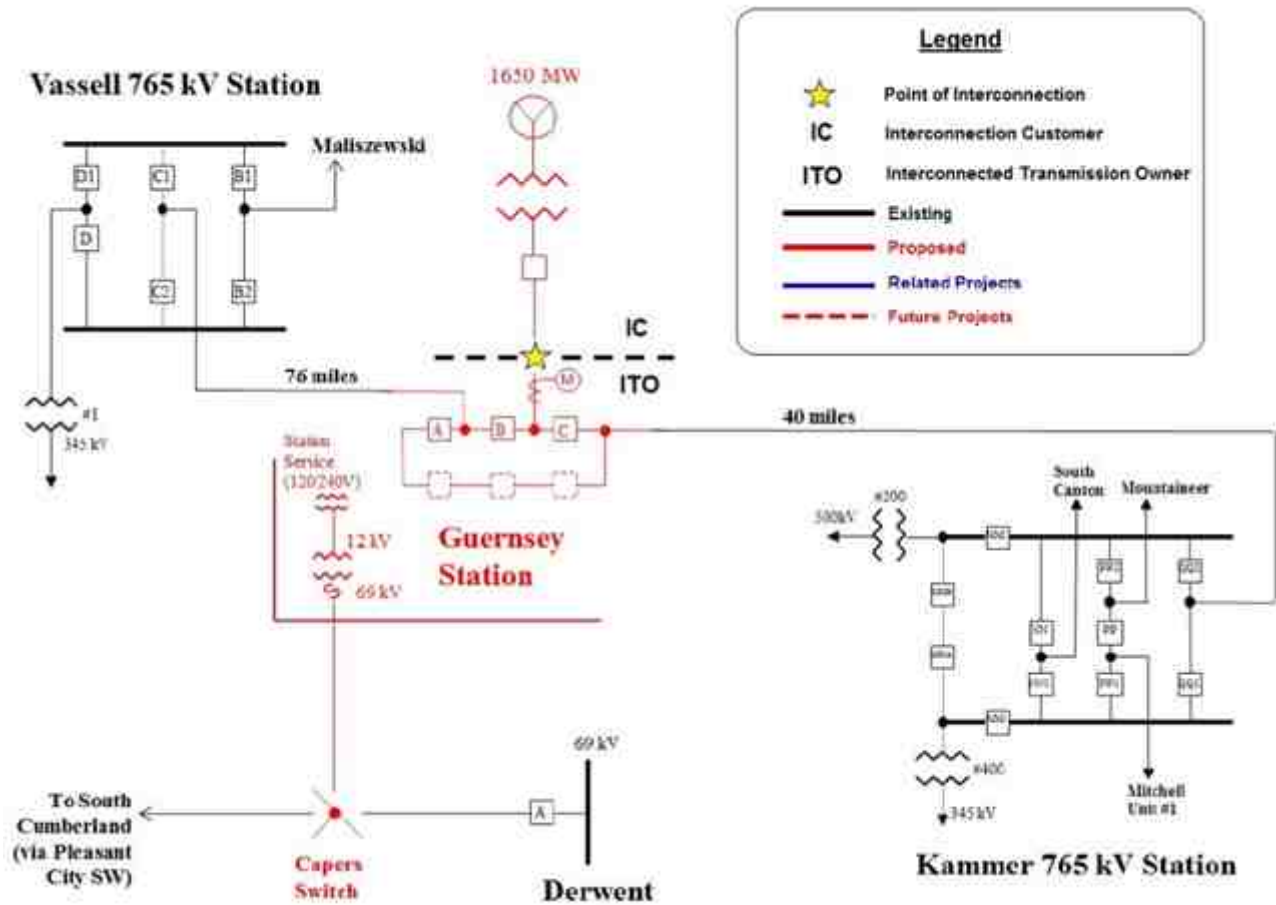 Legend
Point of Interconnection
IC
Interconnection Customer
ITO
Interconnected Transmission Owner
Existing
Proposed
Related Projects
Future Projects
Vassell 765 kV Station
Maliszewski
D1
C1
B1
D
C2
B2
#1
345 kV
76 miles
1650 MW
IC
ITO
M
A
B
C
40 miles
Station
Service
(120/240V)
12 kV
69 kV
Guernsey
Station
To South
Cumberland
(via Pleasant
City SW)
Capers
Switch
A
69 kV
Derwent
South
Canton
Mountaineer
#200
500kV
PP2
PP
#400
345 kV
Mitchell
Unit #1
Kammer 765 kV Station